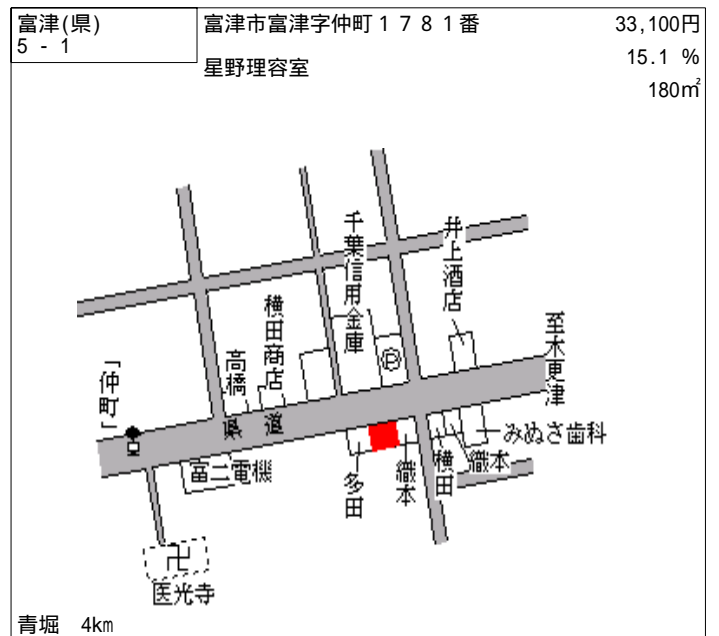 富津(県)
5 - 1
富津市富津字仲町１７８１番
星野理容室
33,100円
15.1 %
180㎡
千葉信用金庫
井上酒店
横田商店
高橋
至木更津
「仲町」
県道
Ⓟ
みぬさ歯科
富二電機
多田
織本
横田
織本
卍
医光寺
青堀 4km